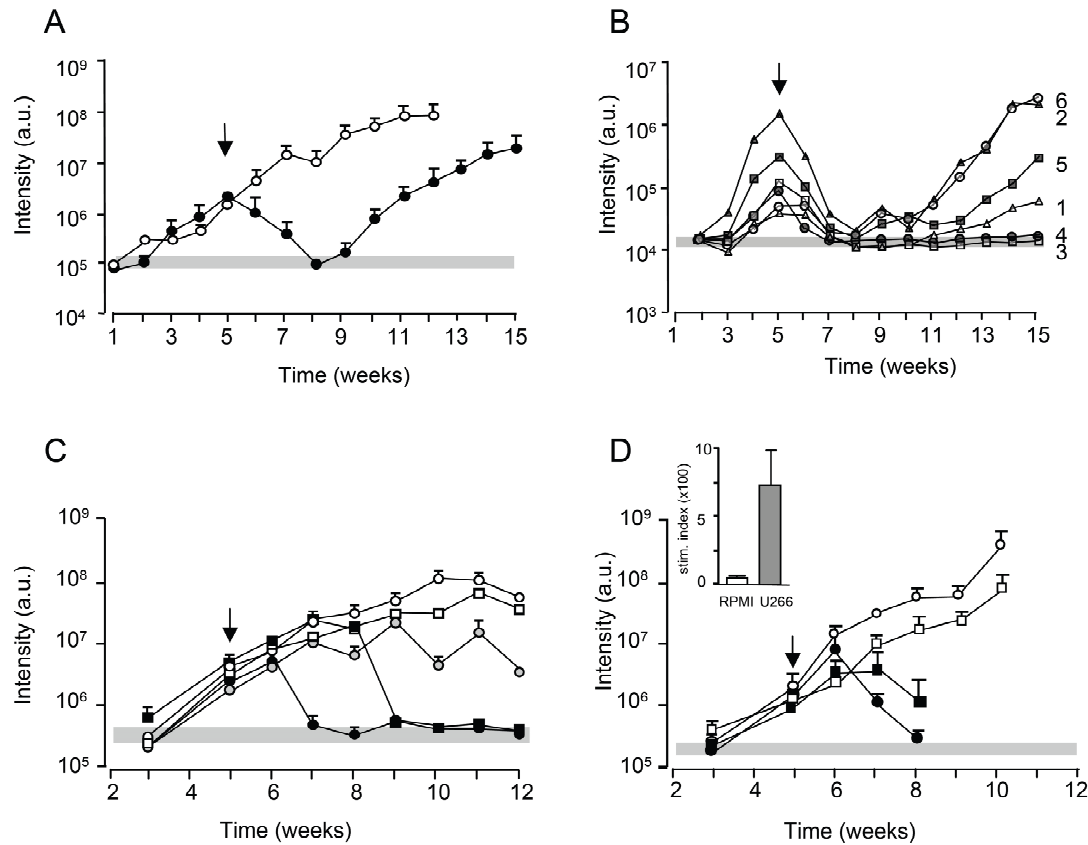 A
Intensity (a.u.)
10⁹
10⁸
10⁷
10⁶
10⁵
10⁴
1 3 5 7 9 11 13 15
Time (weeks)
B
Intensity (a.u.)
10⁷
10⁶
10⁵
10⁴
10³
6
2
5
1
4
3
1 3 5 7 9 11 13 15
Time (weeks)
C
Intensity (a.u.)
10⁹
10⁸
10⁷
10⁶
10⁵
2 4 6 8 10 12
Time (weeks)
D
stim. index (x100)
10
5
0
RPMI U266
Intensity (a.u.)
10⁹
10⁸
10⁷
10⁶
10⁵
2 4 6 8 10 12
Time (weeks)